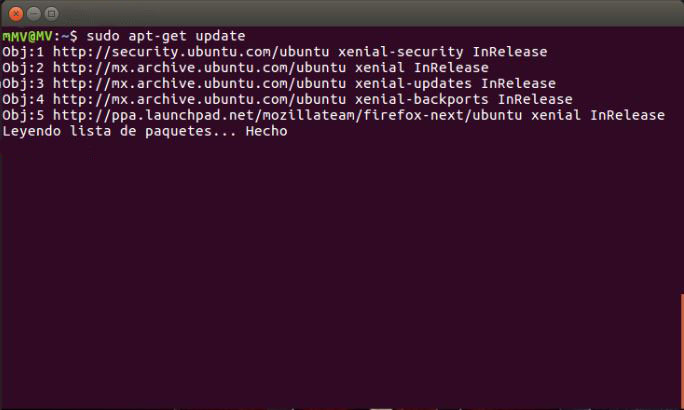 mMV@MV:~$ sudo apt-get update
Obj:1 http://security.ubuntu.com/ubuntu xenial-security InRelease
Obj:2 http://mx.archive.ubuntu.com/ubuntu xenial InRelease
Obj:3 http://mx.archive.ubuntu.com/ubuntu xenial-updates InRelease
Obj:4 http://mx.archive.ubuntu.com/ubuntu xenial-backports InRelease
Obj:5 http://ppa.launchpad.net/mozillateam/firefox-next/ubuntu xenial InRelease
Leyendo lista de paquetes... Hecho